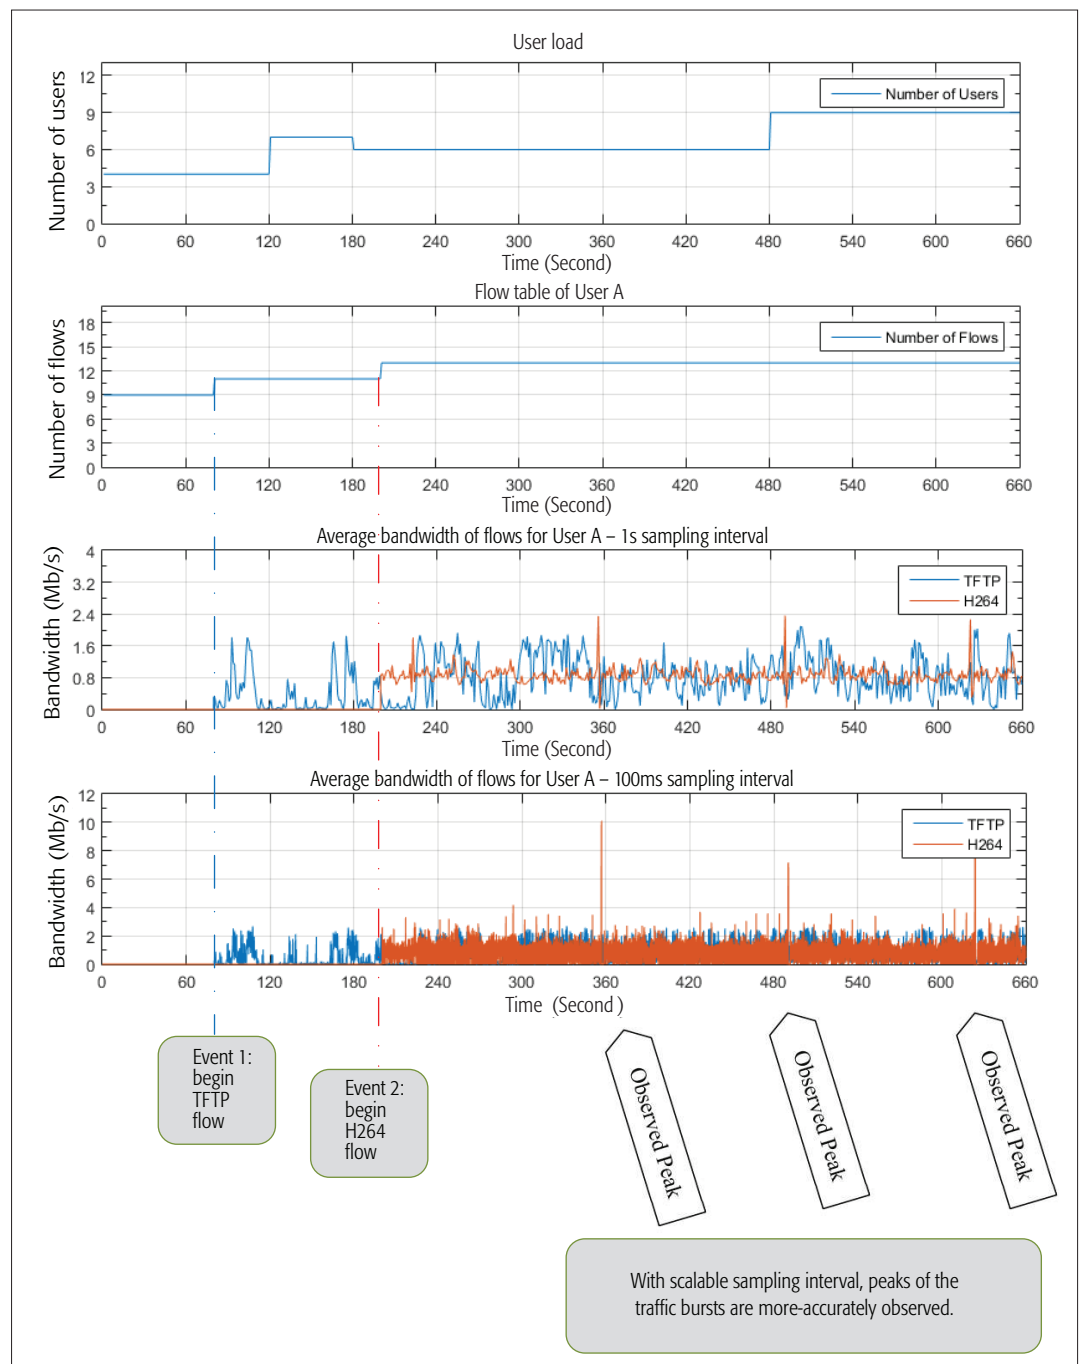 User load
Number of users
12
9
6
3
0
Number of Users
0 60 120 180 240 300 360 420 480 540 600 660
Time (Second)
Flow table of User A
Number of flows
18
15
12
9
6
3
0
Number of Flows
0 60 120 180 240 300 360 420 480 540 600 660
Time (Second)
Average bandwidth of flows for User A – 1s sampling interval
Bandwidth (Mb/s)
4
3.2
2.4
1.6
0.8
0
TFTP
H264
0 60 120 180 240 300 360 420 480 540 600 660
Time (Second)
Average bandwidth of flows for User A – 100ms sampling interval
Bandwidth (Mb/s)
12
10
8
6
4
2
0
TFTP
H264
0 60 120 180 240 300 360 420 480 540 600 660
Time (Second )
Event 1:
begin
TFTP
flow
Event 2:
begin
H264
flow
Observed Peak
Observed Peak
Observed Peak
With scalable sampling interval, peaks of the
traffic bursts are more-accurately observed.